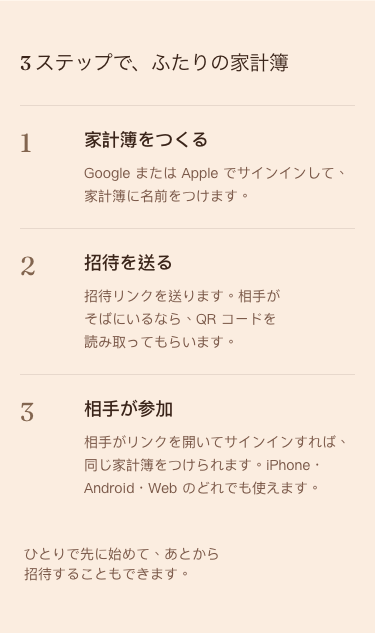 3ステップで、ふたりの家計簿
1
家計簿をつくる
Google または Apple でサインインして、
家計簿に名前をつけます。
2
招待を送る
招待リンクを送ります。相手が
そばにいるなら、QR コードを
読み取ってもらいます。
3
相手が参加
相手がリンクを開いてサインインすれば、
同じ家計簿をつけられます。iPhone・
Android・Web のどれでも使えます。
ひとりで先に始めて、あとから
招待することもできます。